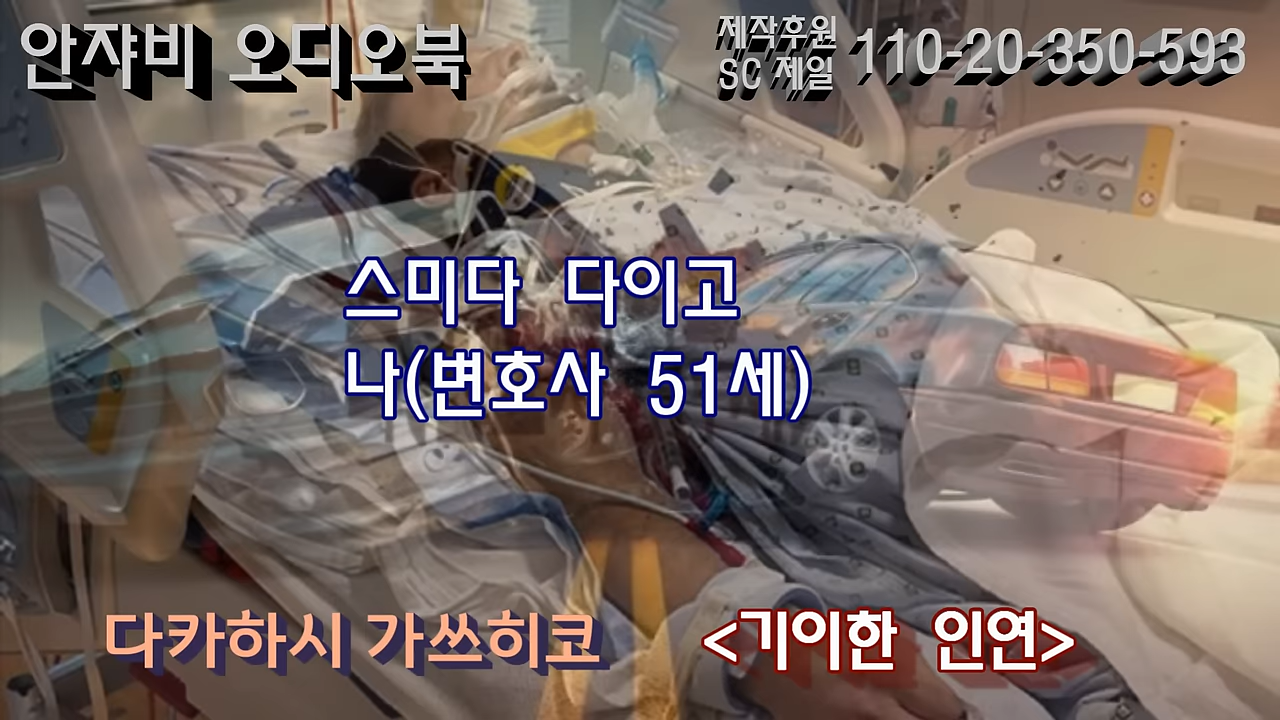 안쟈비 오디오북
제작후원
SC 제일
110-20-350-593
스미다 다이고
나(변호사 51세)
다카하시 가쓰히코
<기이한 인연>